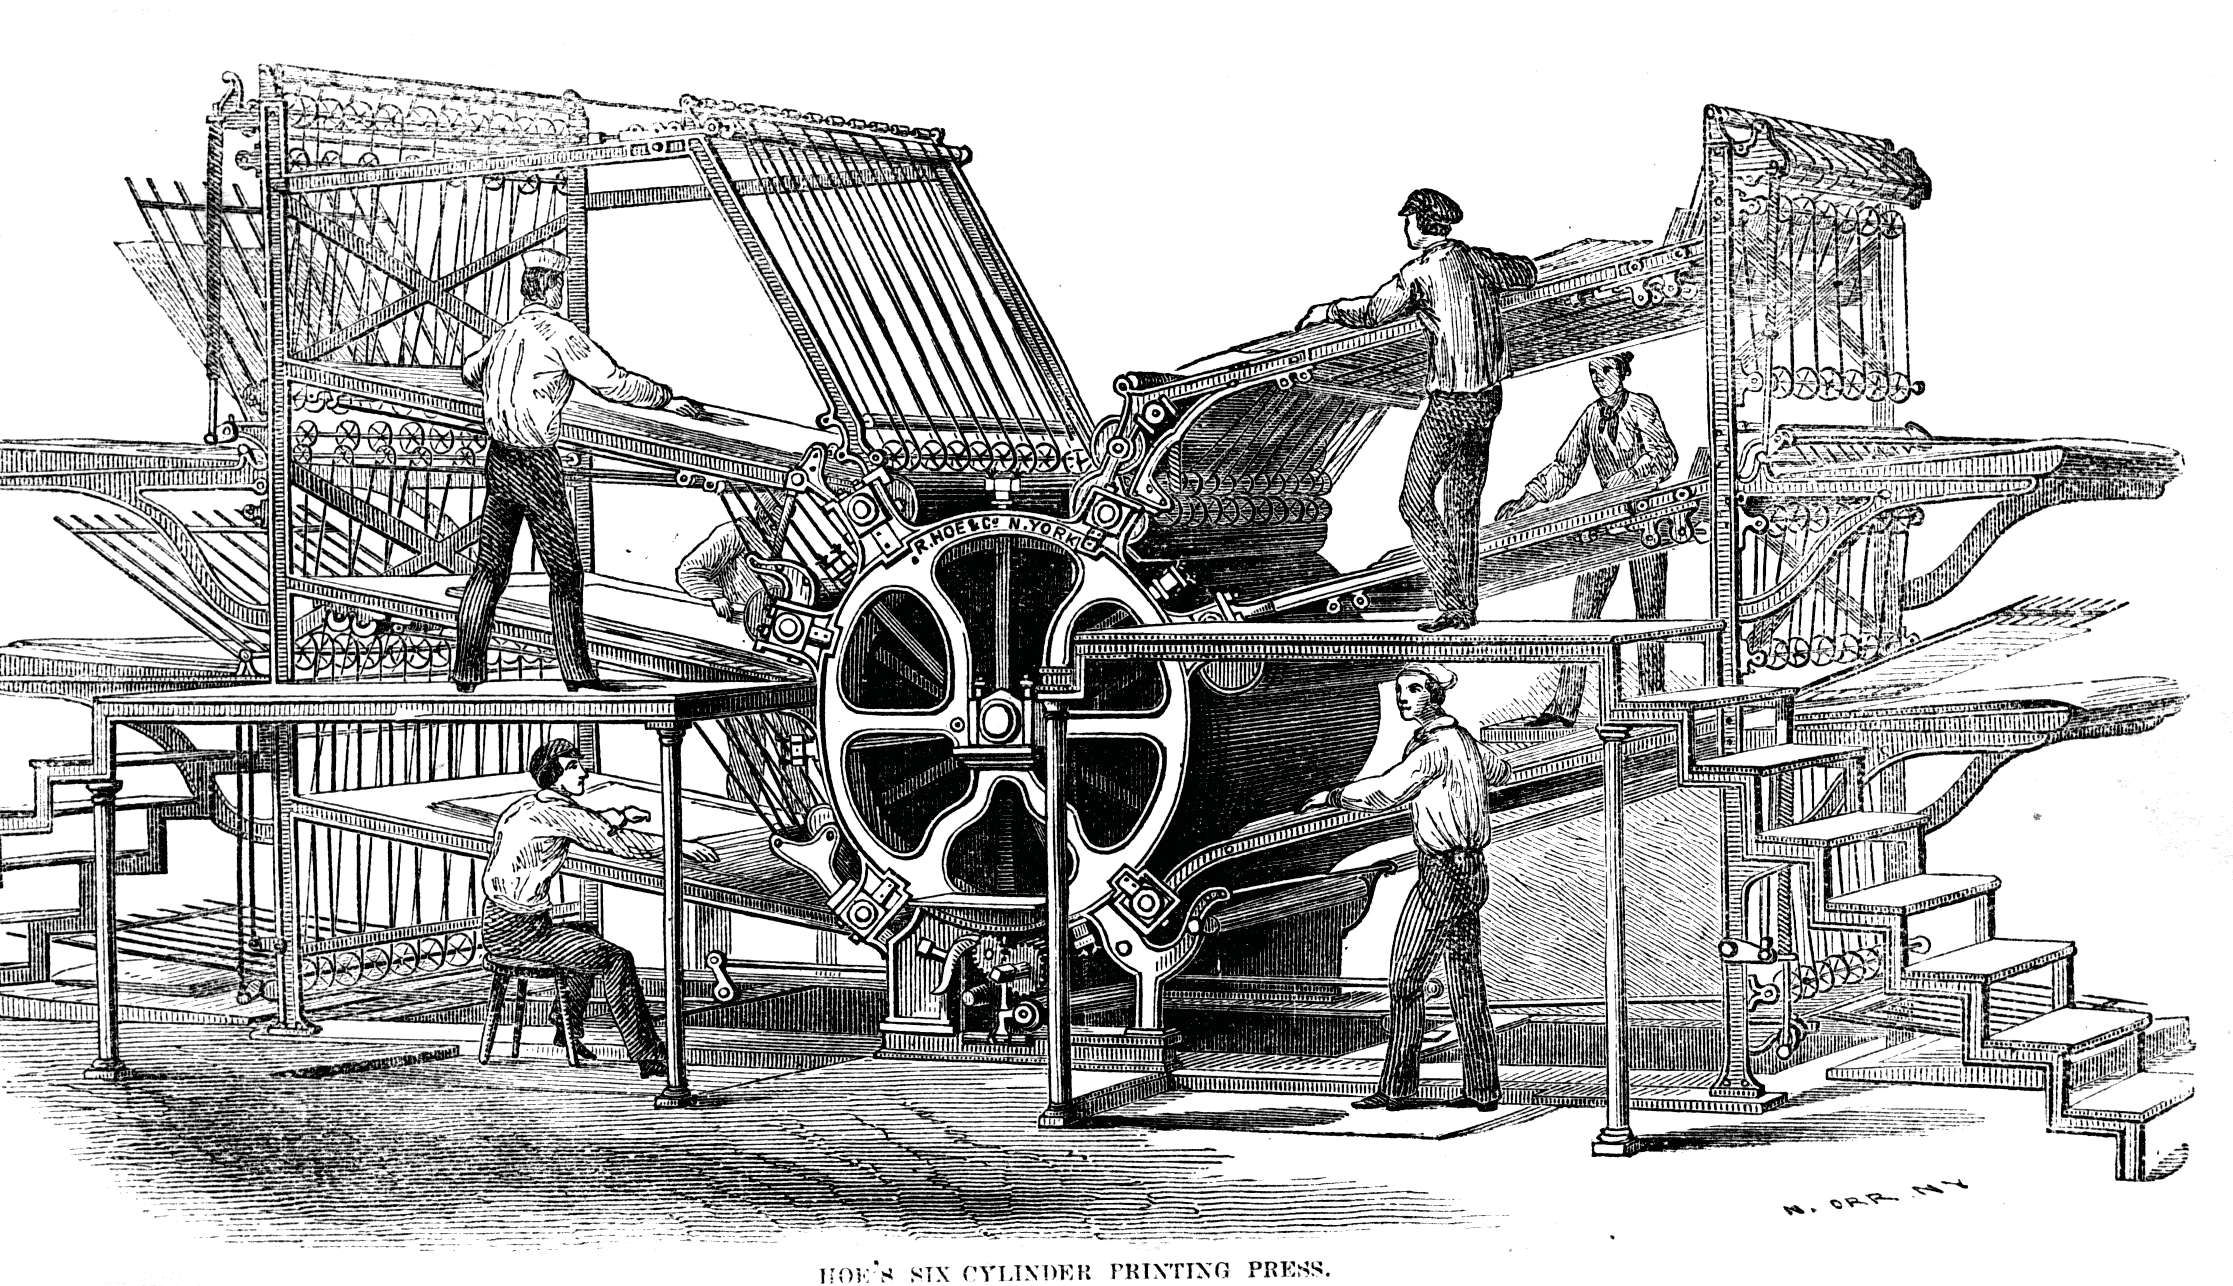 R. HOE & Co N. YORK
N. ORR NY
HOE'S SIX CYLINDER PRINTING PRESS.